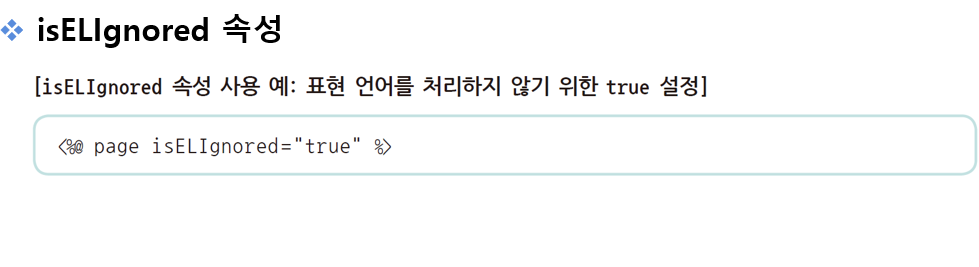 isELIgnored 속성
[isELIgnored 속성 사용 예: 표현 언어를 처리하지 않기 위한 true 설정]
<%@ page isELIgnored="true" %>